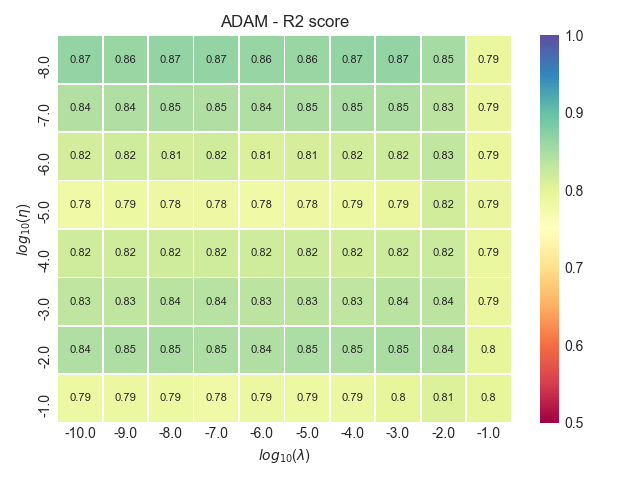 ADAM - R2 score
log10(η)
-8.0 0.87 0.86 0.87 0.87 0.86 0.86 0.87 0.87 0.85 0.79
-7.0 0.84 0.84 0.85 0.85 0.84 0.85 0.85 0.85 0.83 0.79
-6.0 0.82 0.82 0.81 0.82 0.81 0.81 0.82 0.82 0.83 0.79
-5.0 0.78 0.79 0.78 0.78 0.78 0.78 0.79 0.79 0.82 0.79
-4.0 0.82 0.82 0.82 0.82 0.82 0.82 0.82 0.82 0.82 0.79
-3.0 0.83 0.83 0.84 0.84 0.83 0.83 0.83 0.84 0.84 0.79
-2.0 0.84 0.85 0.85 0.85 0.84 0.85 0.85 0.85 0.84 0.8
-1.0 0.79 0.79 0.79 0.78 0.79 0.79 0.79 0.8 0.81 0.8
-10.0 -9.0 -8.0 -7.0 -6.0 -5.0 -4.0 -3.0 -2.0 -1.0
log10(λ)
1.0
0.9
0.8
0.7
0.6
0.5